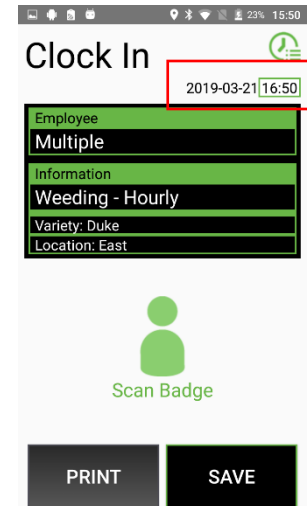 23% 15:50
Clock In
2019-03-21 16:50
Employee
Multiple
Information
Weeding - Hourly
Variety: Duke
Location: East
Scan Badge
PRINT SAVE